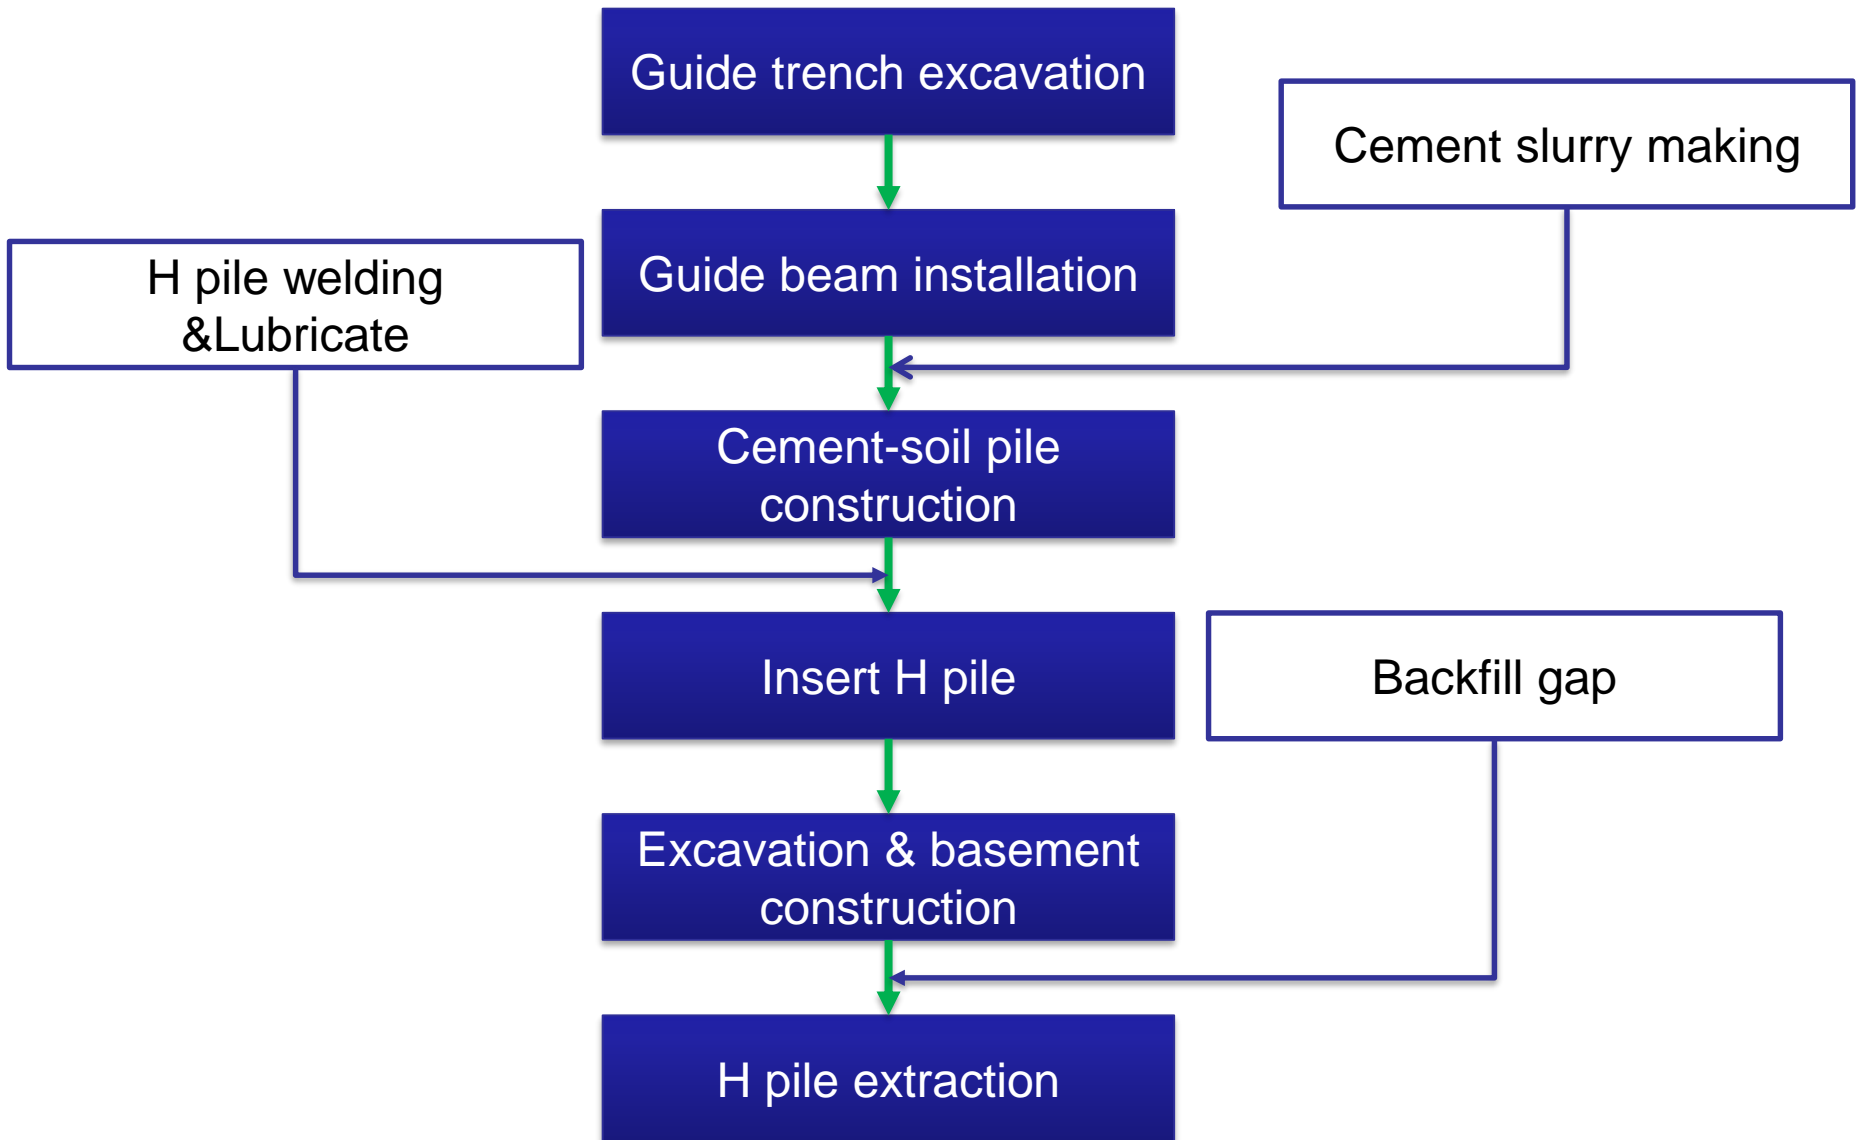 Guide trench excavation
Cement slurry making
Guide beam installation
H pile welding
&Lubricate
Cement-soil pile
construction
Insert H pile
Backfill gap
Excavation & basement
construction
H pile extraction